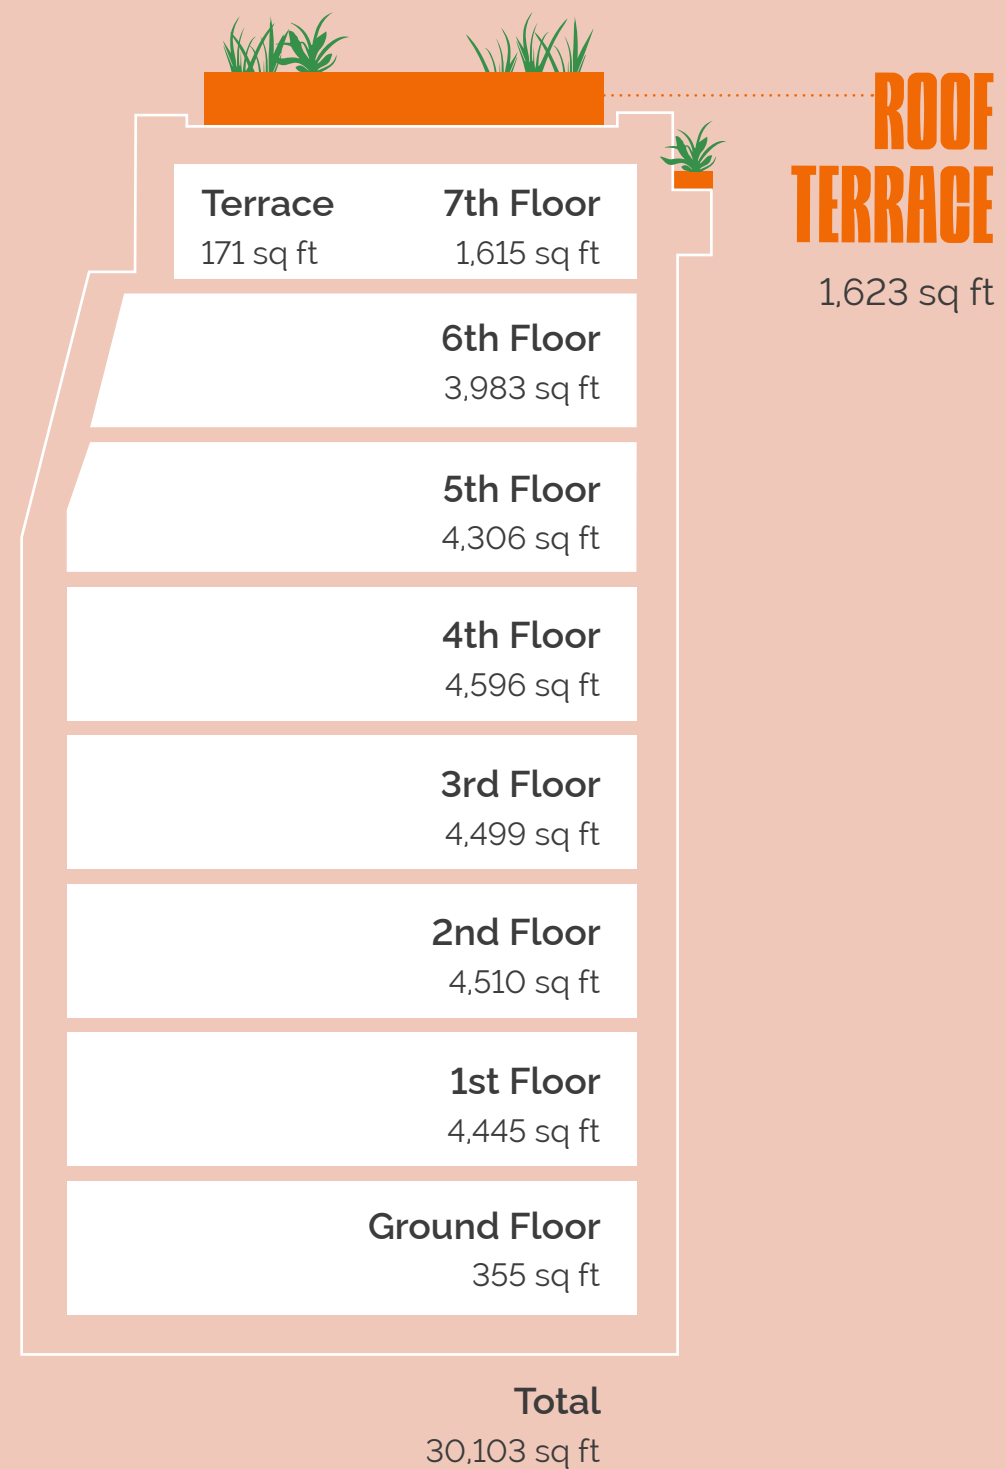 ROOF
TERRACE
1,623 sq ft
Terrace
171 sq ft
7th Floor
1,615 sq ft
6th Floor
3,983 sq ft
5th Floor
4,306 sq ft
4th Floor
4,596 sq ft
3rd Floor
4,499 sq ft
2nd Floor
4,510 sq ft
1st Floor
4,445 sq ft
Ground Floor
355 sq ft
Total
30,103 sq ft